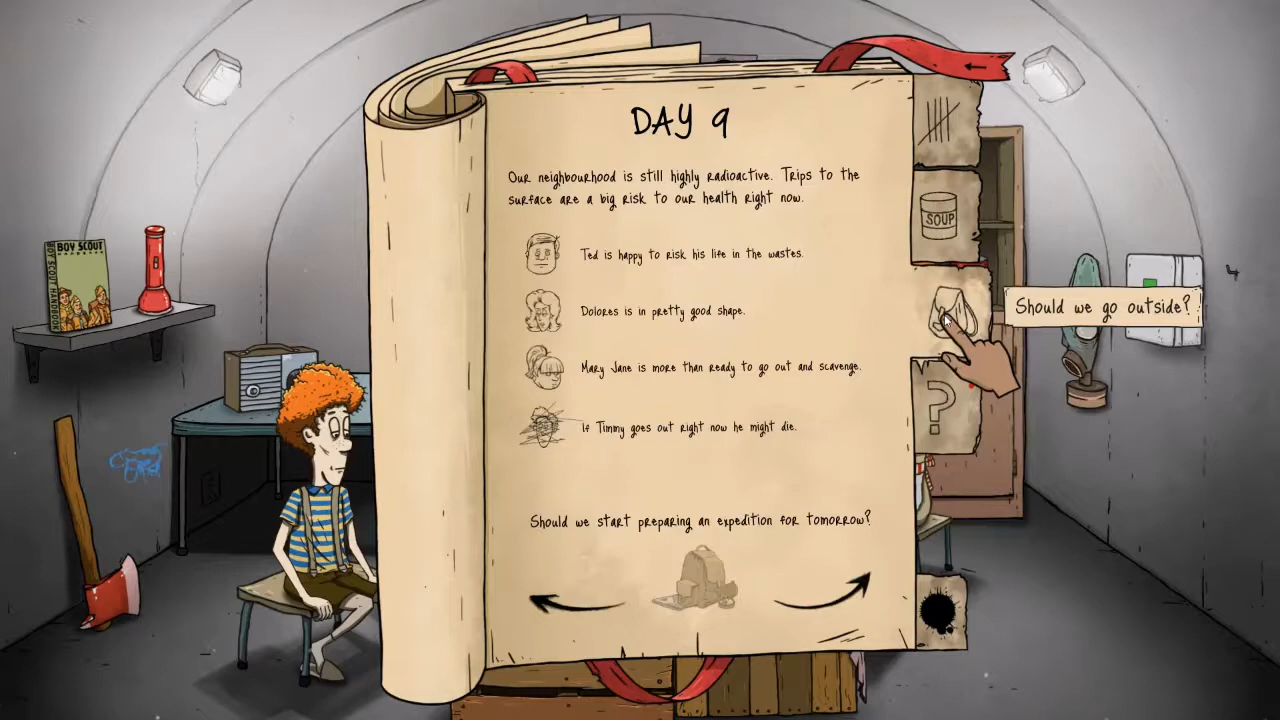 DAY 9
Our neighbourhood is still highly radioactive. Trips to the
surface are a big risk to our health right now.
Ted is happy to risk his life in the wastes.
Dolores is in pretty good shape.
Mary Jane is more than ready to go out and scavenge.
If Timmy goes out right now he might die.
Should we start preparing an expedition for tomorrow?
SOUP
Should we go outside?
?
BOY SCOUT
HANDBOOK
BOY SCOUT HANDBOOK